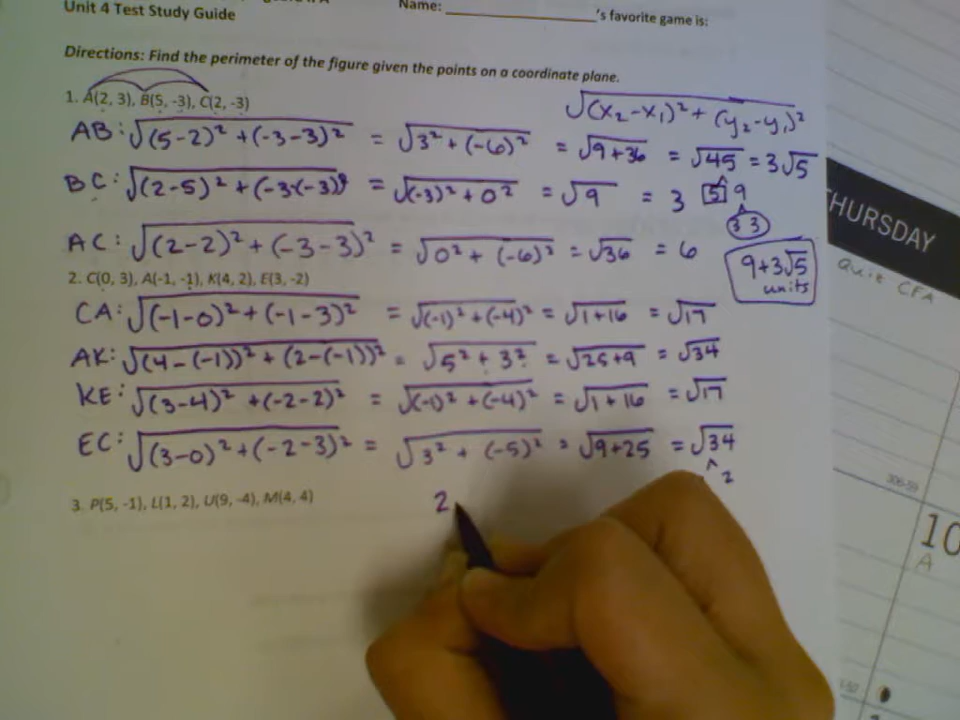 Unit 4 Test Study Guide
Name: ________________'s favorite game is:
Directions: Find the perimeter of the figure given the points on a coordinate plane.
1. A(2, 3), B(5, -3), C(2, -3)
√(x₂-x₁)² + (y₂-y₁)²
AB: √(5-2)² + (-3-3)² = √3² + (-6)² = √9+36 = √45 = 3√5
BC: √(2-5)² + (-3-(-3))² = √(-3)² + 0² = √9 = 3
5 9
3 3
AC: √(2-2)² + (-3-3)² = √0² + (-6)² = √36 = 6
9+3√5
units
2. C(0, 3), A(-1, -1), K(4, 2), E(3, -2)
CA: √(-1-0)² + (-1-3)² = √(-1)² + (-4)² = √1+16 = √17
AK: √(4-(-1))² + (2-(-1))² = √5² + 3² = √25+9 = √34
KE: √(3-4)² + (-2-2)² = √(-1)² + (-4)² = √1+16 = √17
EC: √(3-0)² + (-2-3)² = √3² + (-5)² = √9+25 = √34
2
3. P(5, -1), L(1, 2), U(9, -4), M(4, 4)
2
THURSDAY
Quiz CFA
306-59
10
A